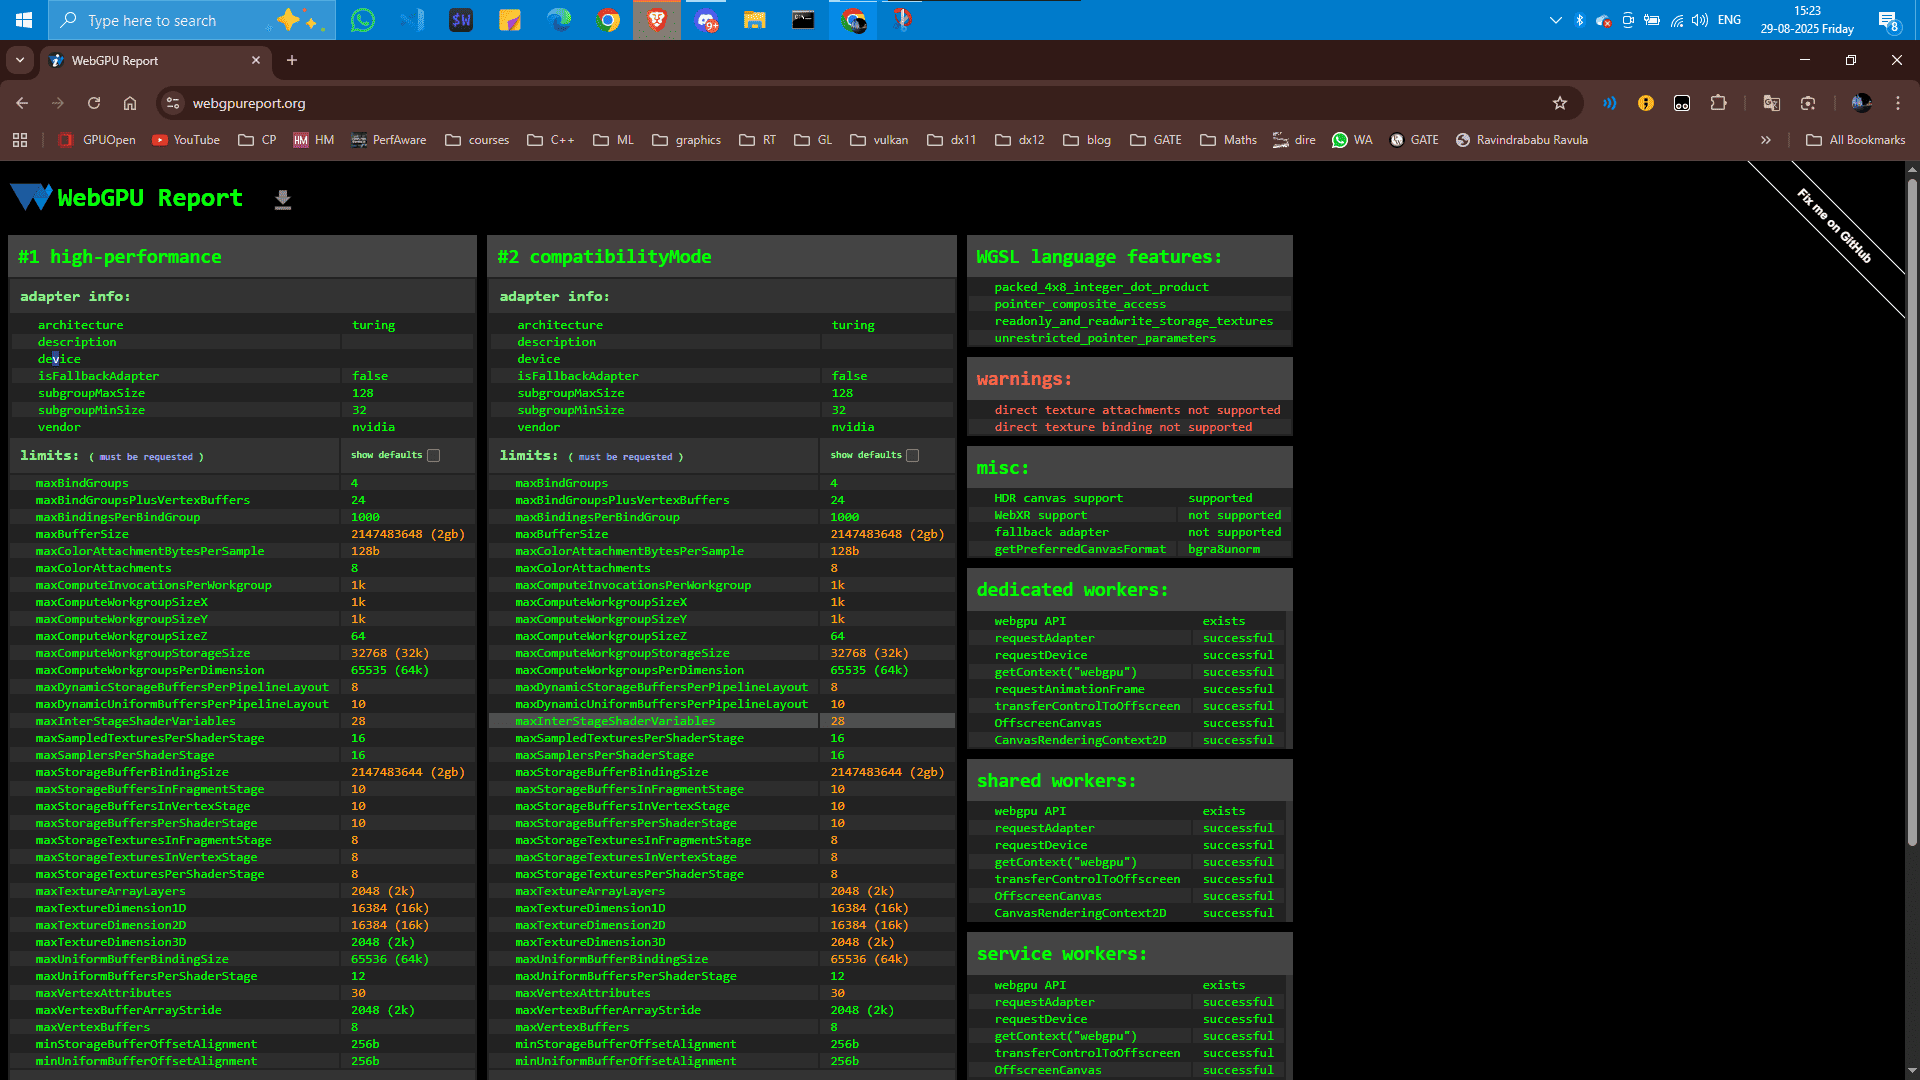 Type here to search
9+
ENG
15:23
29-08-2025 Friday
8
WebGPU Report
webgpureport.org
GPUOpen
YouTube
CP
HM HM
PerfAware
courses
C++
ML
graphics
RT
GL
vulkan
dx11
dx12
blog
GATE
Maths
dire
WA
GATE
Ravindrababu Ravula
»
All Bookmarks
WebGPU Report
Fix me on GitHub
#1 high-performance
adapter info:
architecture turing
description
device
isFallbackAdapter false
subgroupMaxSize 128
subgroupMinSize 32
vendor nvidia
limits: ( must be requested ) show defaults
maxBindGroups 4
maxBindGroupsPlusVertexBuffers 24
maxBindingsPerBindGroup 1000
maxBufferSize 2147483648 (2gb)
maxColorAttachmentBytesPerSample 128b
maxColorAttachments 8
maxComputeInvocationsPerWorkgroup 1k
maxComputeWorkgroupSizeX 1k
maxComputeWorkgroupSizeY 1k
maxComputeWorkgroupSizeZ 64
maxComputeWorkgroupStorageSize 32768 (32k)
maxComputeWorkgroupsPerDimension 65535 (64k)
maxDynamicStorageBuffersPerPipelineLayout 8
maxDynamicUniformBuffersPerPipelineLayout 10
maxInterStageShaderVariables 28
maxSampledTexturesPerShaderStage 16
maxSamplersPerShaderStage 16
maxStorageBufferBindingSize 2147483644 (2gb)
maxStorageBuffersInFragmentStage 10
maxStorageBuffersInVertexStage 10
maxStorageBuffersPerShaderStage 10
maxStorageTexturesInFragmentStage 8
maxStorageTexturesInVertexStage 8
maxStorageTexturesPerShaderStage 8
maxTextureArrayLayers 2048 (2k)
maxTextureDimension1D 16384 (16k)
maxTextureDimension2D 16384 (16k)
maxTextureDimension3D 2048 (2k)
maxUniformBufferBindingSize 65536 (64k)
maxUniformBuffersPerShaderStage 12
maxVertexAttributes 30
maxVertexBufferArrayStride 2048 (2k)
maxVertexBuffers 8
minStorageBufferOffsetAlignment 256b
minUniformBufferOffsetAlignment 256b
#2 compatibilityMode
adapter info:
architecture turing
description
device
isFallbackAdapter false
subgroupMaxSize 128
subgroupMinSize 32
vendor nvidia
limits: ( must be requested ) show defaults
maxBindGroups 4
maxBindGroupsPlusVertexBuffers 24
maxBindingsPerBindGroup 1000
maxBufferSize 2147483648 (2gb)
maxColorAttachmentBytesPerSample 128b
maxColorAttachments 8
maxComputeInvocationsPerWorkgroup 1k
maxComputeWorkgroupSizeX 1k
maxComputeWorkgroupSizeY 1k
maxComputeWorkgroupSizeZ 64
maxComputeWorkgroupStorageSize 32768 (32k)
maxComputeWorkgroupsPerDimension 65535 (64k)
maxDynamicStorageBuffersPerPipelineLayout 8
maxDynamicUniformBuffersPerPipelineLayout 10
maxInterStageShaderVariables 28
maxSampledTexturesPerShaderStage 16
maxSamplersPerShaderStage 16
maxStorageBufferBindingSize 2147483644 (2gb)
maxStorageBuffersInFragmentStage 10
maxStorageBuffersInVertexStage 10
maxStorageBuffersPerShaderStage 10
maxStorageTexturesInFragmentStage 8
maxStorageTexturesInVertexStage 8
maxStorageTexturesPerShaderStage 8
maxTextureArrayLayers 2048 (2k)
maxTextureDimension1D 16384 (16k)
maxTextureDimension2D 16384 (16k)
maxTextureDimension3D 2048 (2k)
maxUniformBufferBindingSize 65536 (64k)
maxUniformBuffersPerShaderStage 12
maxVertexAttributes 30
maxVertexBufferArrayStride 2048 (2k)
maxVertexBuffers 8
minStorageBufferOffsetAlignment 256b
minUniformBufferOffsetAlignment 256b
WGSL language features:
packed_4x8_integer_dot_product
pointer_composite_access
readonly_and_readwrite_storage_textures
unrestricted_pointer_parameters
warnings:
direct texture attachments not supported
direct texture binding not supported
misc:
HDR canvas support supported
WebXR support not supported
fallback adapter not supported
getPreferredCanvasFormat bgra8unorm
dedicated workers:
webgpu API exists
requestAdapter successful
requestDevice successful
getContext("webgpu") successful
requestAnimationFrame successful
transferControlToOffscreen successful
OffscreenCanvas successful
CanvasRenderingContext2D successful
shared workers:
webgpu API exists
requestAdapter successful
requestDevice successful
getContext("webgpu") successful
transferControlToOffscreen successful
OffscreenCanvas successful
CanvasRenderingContext2D successful
service workers:
webgpu API exists
requestAdapter successful
requestDevice successful
getContext("webgpu") successful
transferControlToOffscreen successful
OffscreenCanvas successful